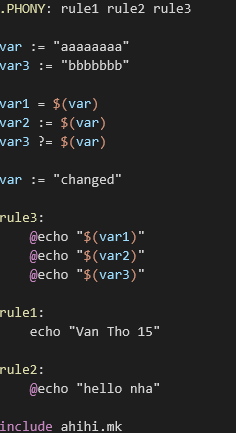 .PHONY: rule1 rule2 rule3
var := "aaaaaaaa"
var3 := "bbbbbbb"
var1 = $(var)
var2 := $(var)
var3 ?= $(var)
var := "changed"
rule3:
@echo "$(var1)"
@echo "$(var2)"
@echo "$(var3)"
rule1:
echo "Van Tho 15"
rule2:
@echo "hello nha"
include ahihi.mk